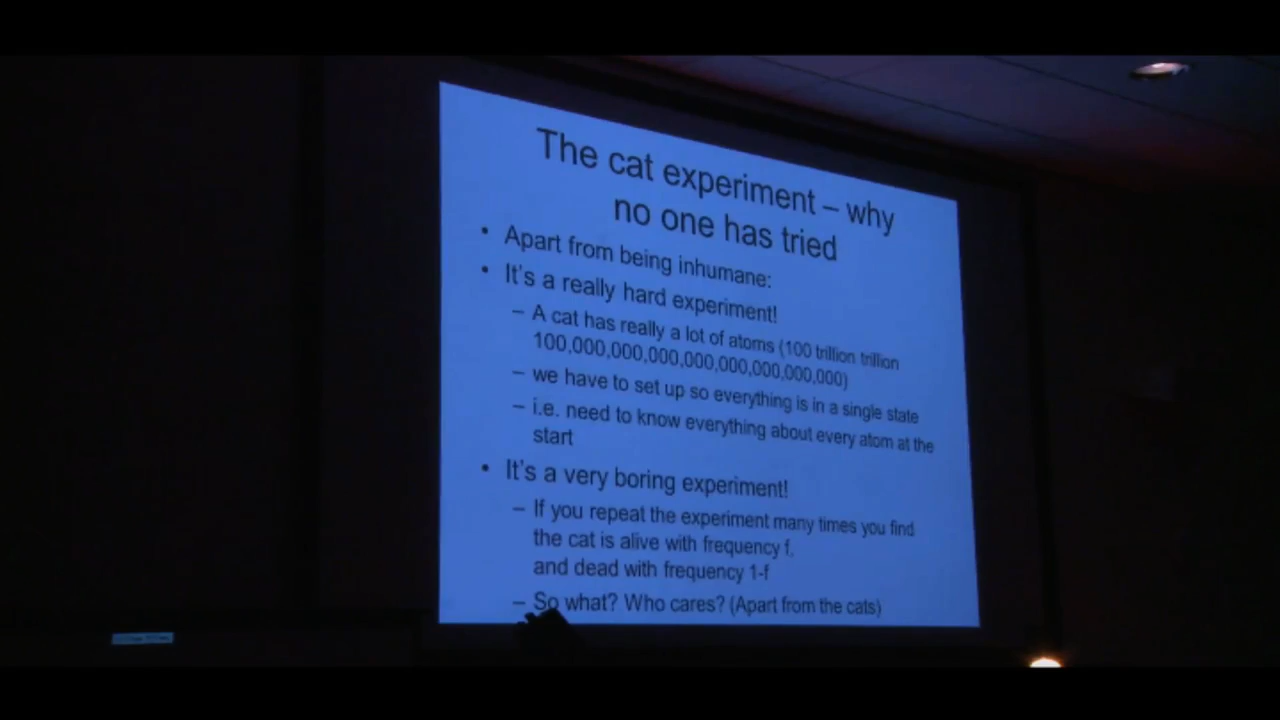 The cat experiment – why
no one has tried
• Apart from being inhumane:
• It's a really hard experiment!
– A cat has really a lot of atoms (100 trillion trillion
100,000,000,000,000,000,000,000,000)
– we have to set up so everything is in a single state
– i.e. need to know everything about every atom at the
start
• It's a very boring experiment!
– If you repeat the experiment many times you find
the cat is alive with frequency f,
and dead with frequency 1-f
– So what? Who cares? (Apart from the cats)